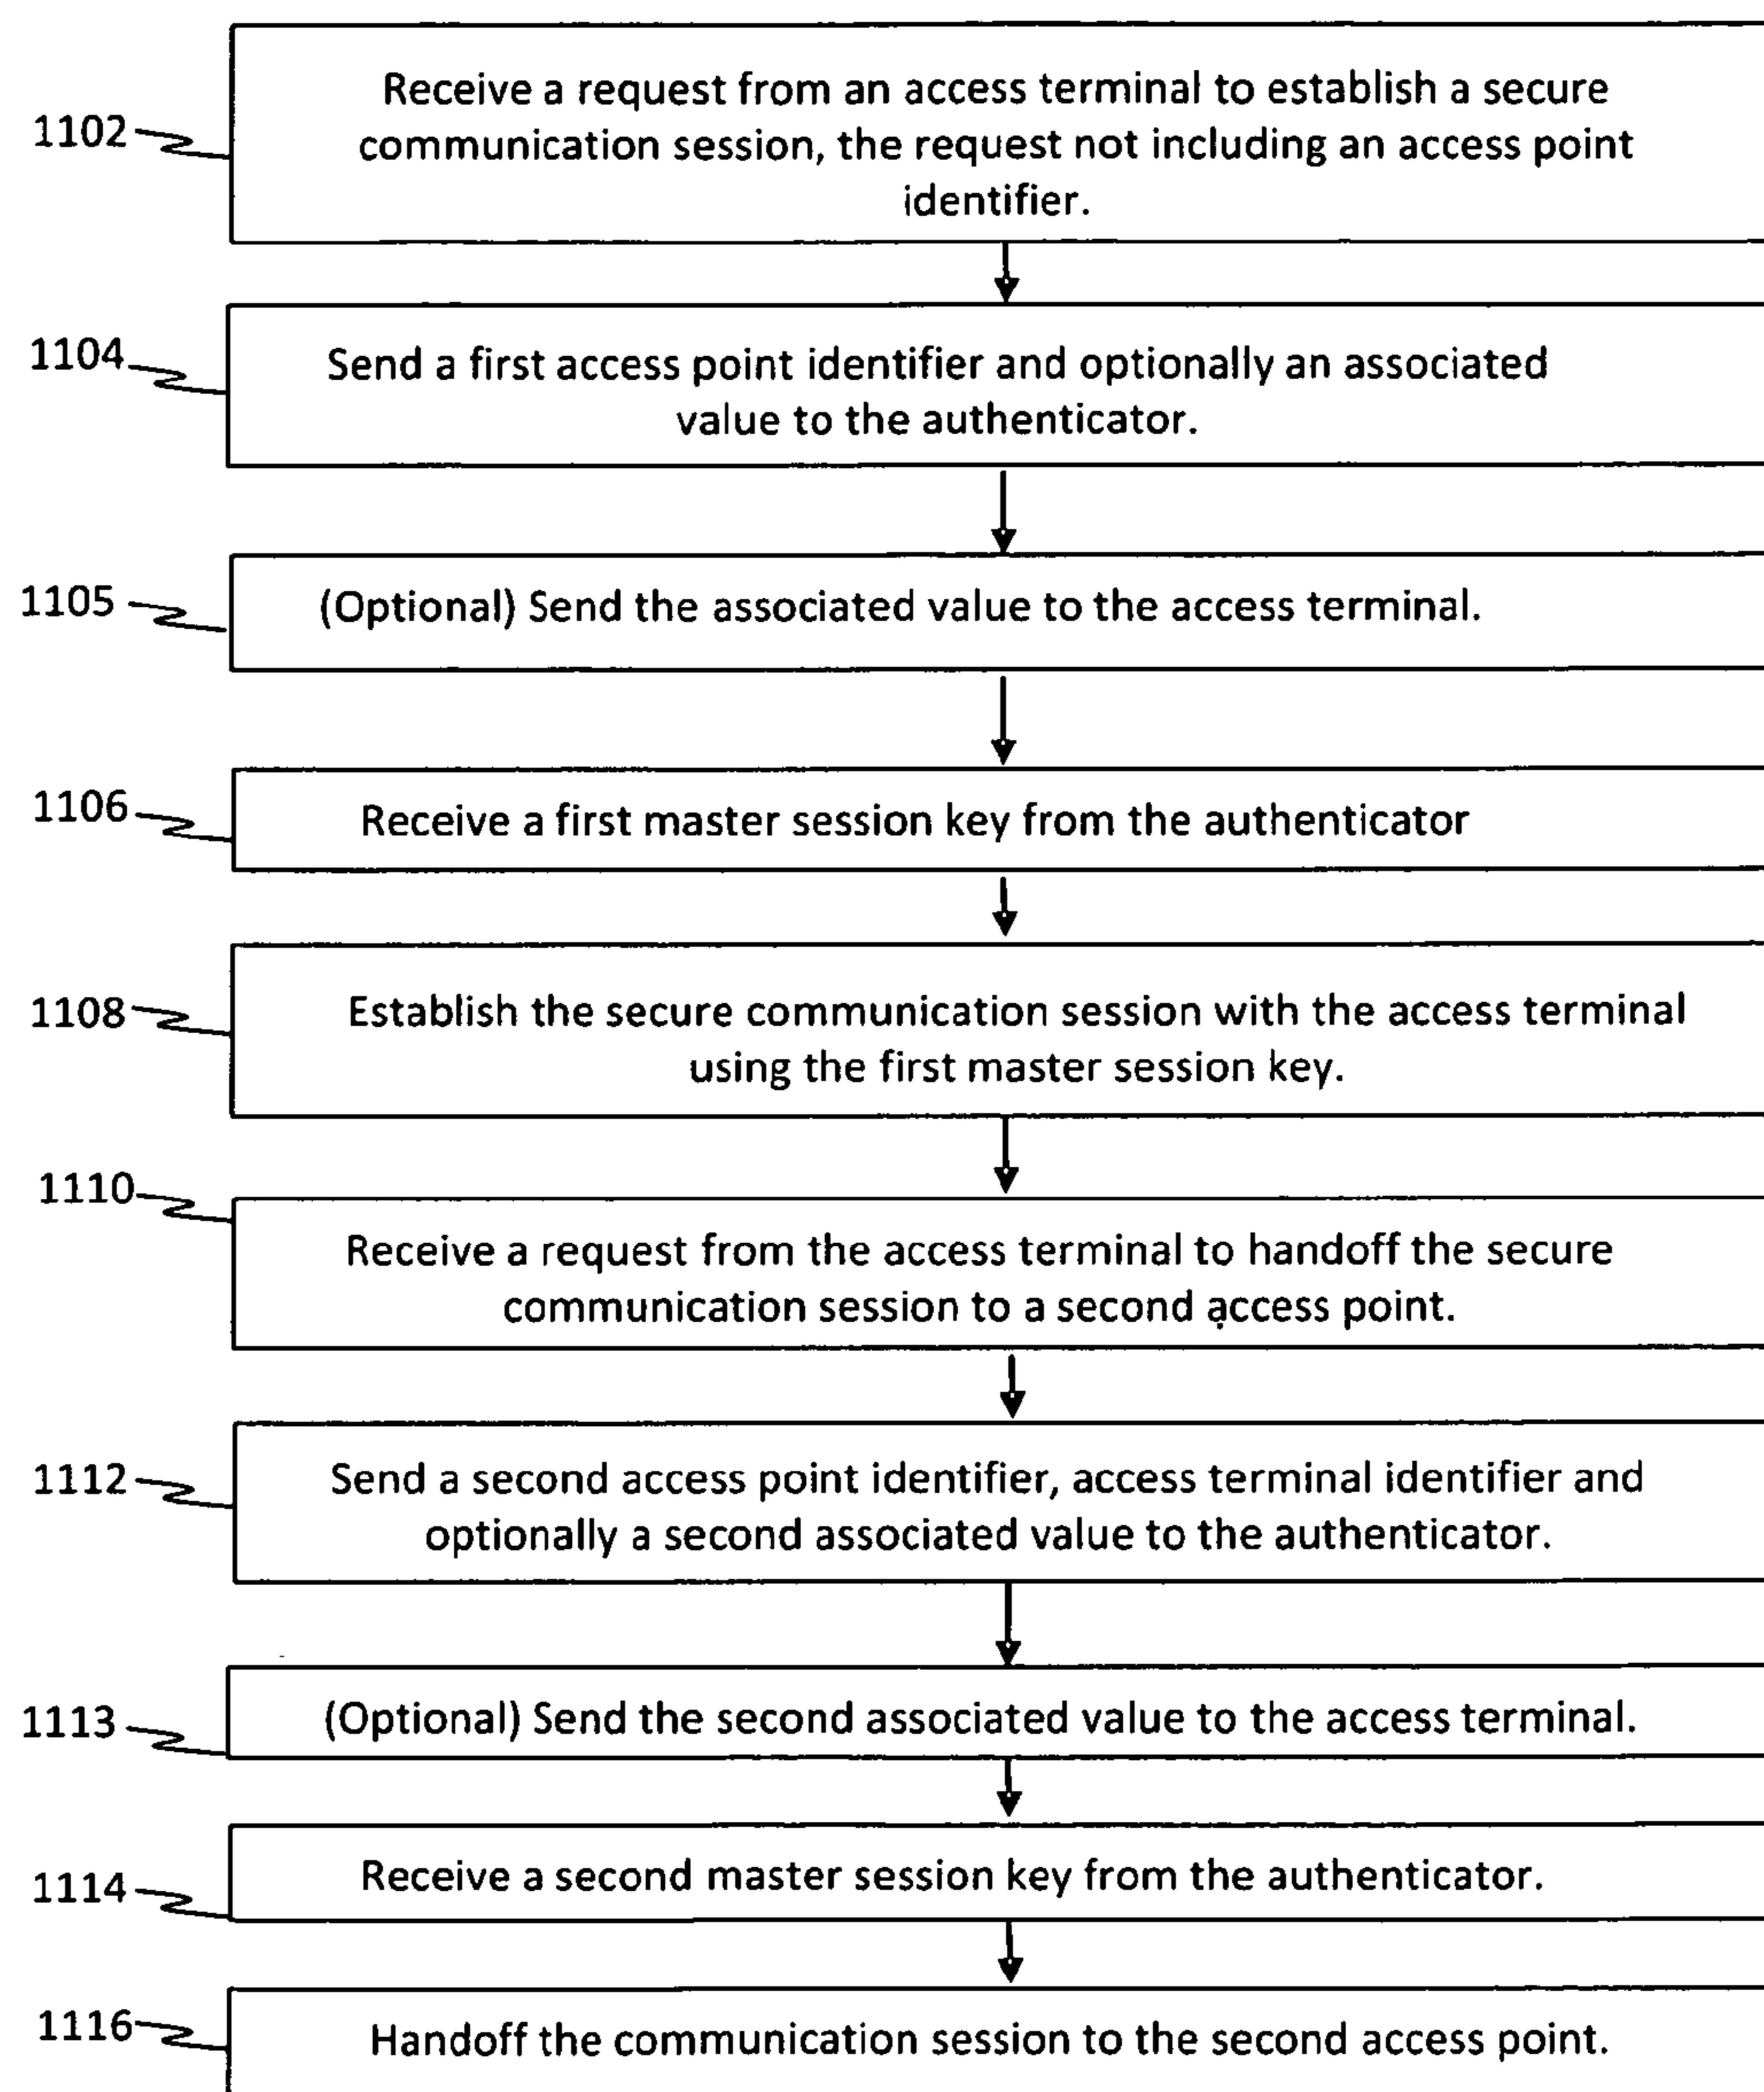 1102
Receive a request from an access terminal to establish a secure
communication session, the request not including an access point
identifier.
1104
Send a first access point identifier and optionally an associated
value to the authenticator.
1105
(Optional) Send the associated value to the access terminal.
1106
Receive a first master session key from the authenticator
1108
Establish the secure communication session with the access terminal
using the first master session key.
1110
Receive a request from the access terminal to handoff the secure
communication session to a second access point.
1112
Send a second access point identifier, access terminal identifier and
optionally a second associated value to the authenticator.
1113
(Optional) Send the second associated value to the access terminal.
1114
Receive a second master session key from the authenticator.
1116
Handoff the communication session to the second access point.